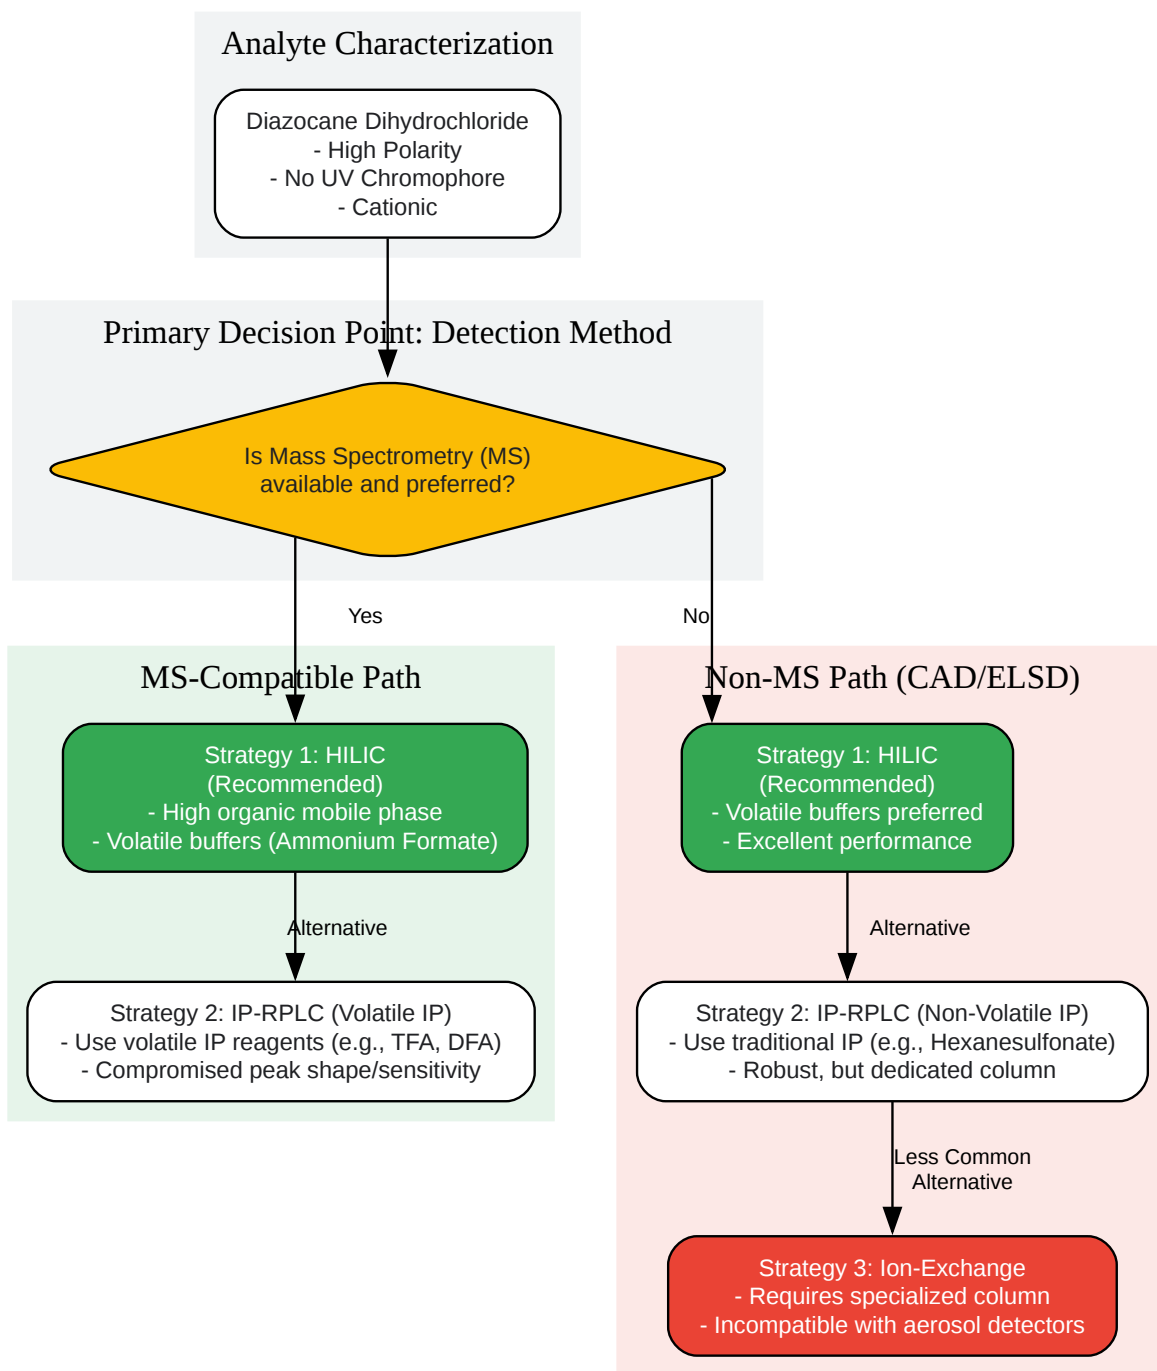 Analyte Characterization
Diazocane Dihydrochloride
- High Polarity
- No UV Chromophore
- Cationic
Primary Decision Point: Detection Method
Is Mass Spectrometry (MS)
available and preferred?
Yes
No
MS-Compatible Path
Strategy 1: HILIC
(Recommended)
- High organic mobile phase
- Volatile buffers (Ammonium Formate)
Alternative
Strategy 2: IP-RPLC (Volatile IP)
- Use volatile IP reagents (e.g., TFA, DFA)
- Compromised peak shape/sensitivity
Non-MS Path (CAD/ELSD)
Strategy 1: HILIC
(Recommended)
- Volatile buffers preferred
- Excellent performance
Alternative
Strategy 2: IP-RPLC (Non-Volatile IP)
- Use traditional IP (e.g., Hexanesulfonate)
- Robust, but dedicated column
Less Common
Alternative
Strategy 3: Ion-Exchange
- Requires specialized column
- Incompatible with aerosol detectors